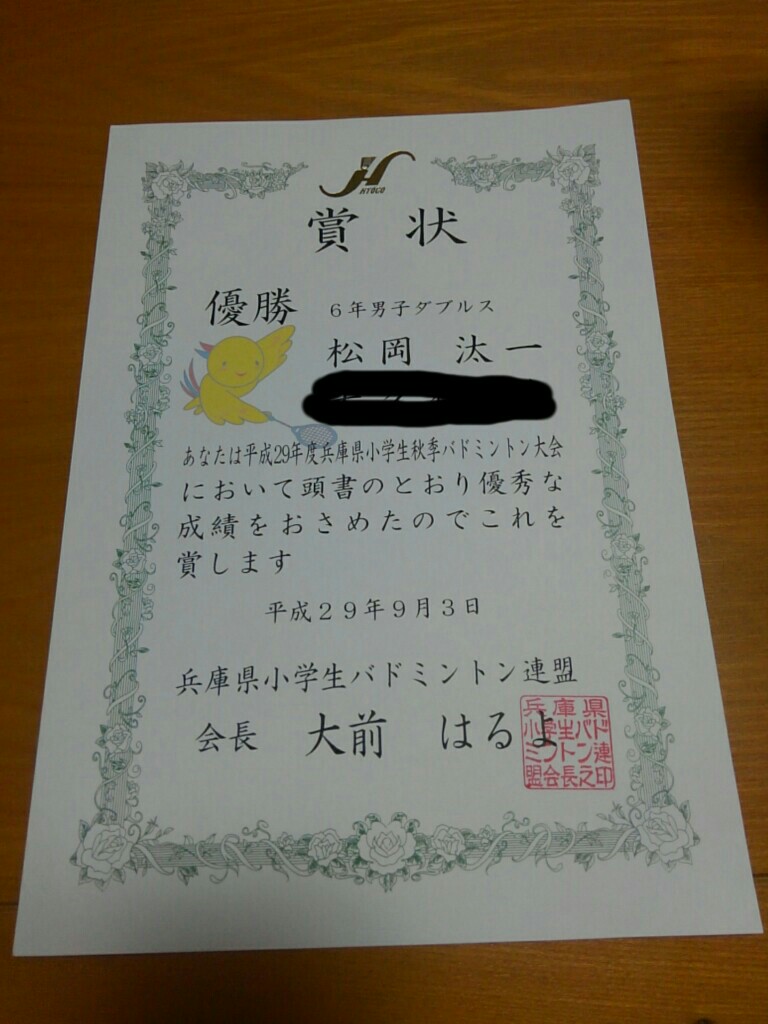 HYOGO
賞 状
優勝 6年男子ダブルス
松岡 汰一
あなたは平成29年度兵庫県小学生秋季バドミントン大会
において頭書のとおり優秀な
成績をおさめたのでこれを
賞します
平成29年9月3日
兵庫県小学生バドミントン連盟
会長 大前 はるよ
兵庫県
小学生バド
ミントン連
盟会長之印